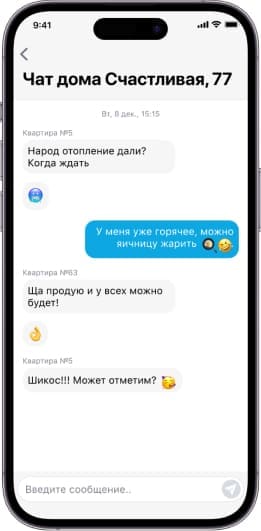 9:41
Чат дома Счастливая, 77
Вт, 8 дек., 15:15
Квартира №5
Народ отопление дали?
Когда ждать
У меня уже горячее, можно
яичницу жарить 🍳🤣
Квартира №63
Ща продую и у всех можно
будет!
Квартира №5
Шикос!!! Может отметим? 🥳
Введите сообщение..